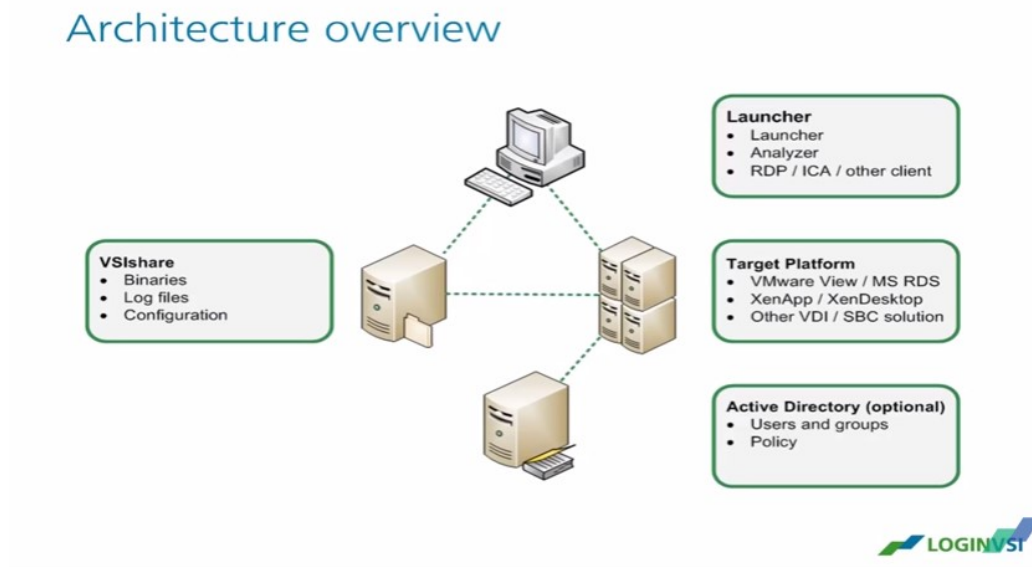 Architecture overview
Launcher
• Launcher
• Analyzer
• RDP / ICA / other client
VSIshare
• Binaries
• Log files
• Configuration
Target Platform
• VMware View / MS RDS
• XenApp / XenDesktop
• Other VDI / SBC solution
Active Directory (optional)
• Users and groups
• Policy
LOGINVSI